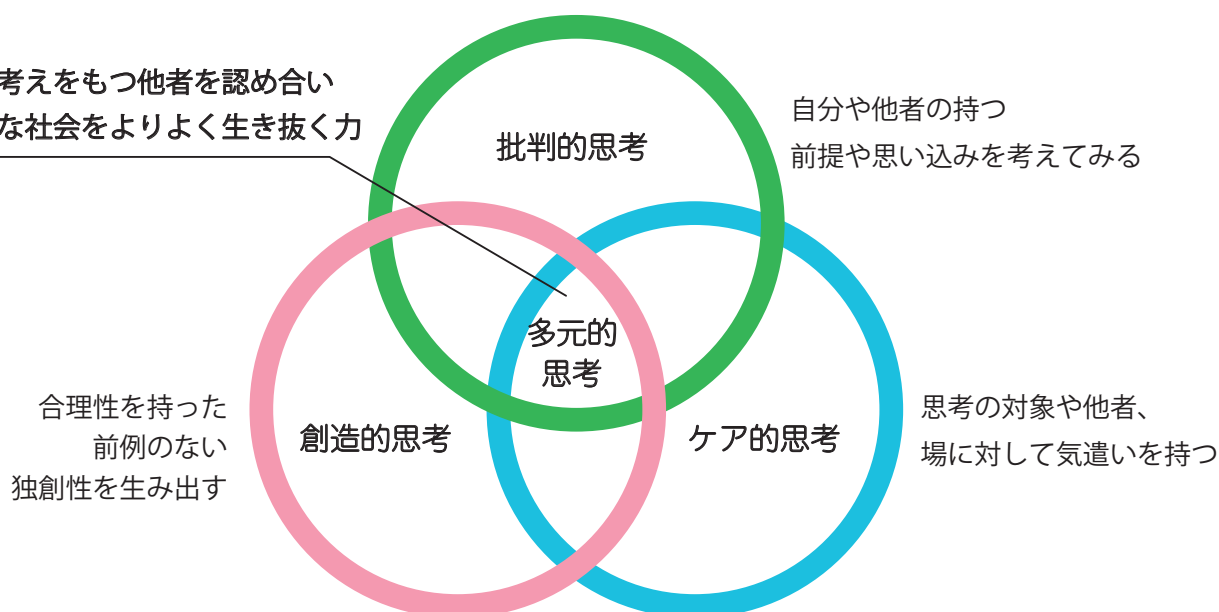 考えをもつ他者を認め合い
な社会をよりよく生き抜く力
批判的思考
自分や他者の持つ
前提や思い込みを考えてみる
多元的
思考
合理性を持った
前例のない
独創性を生み出す
創造的思考
ケア的思考
思考の対象や他者、
場に対して気遣いを持つ